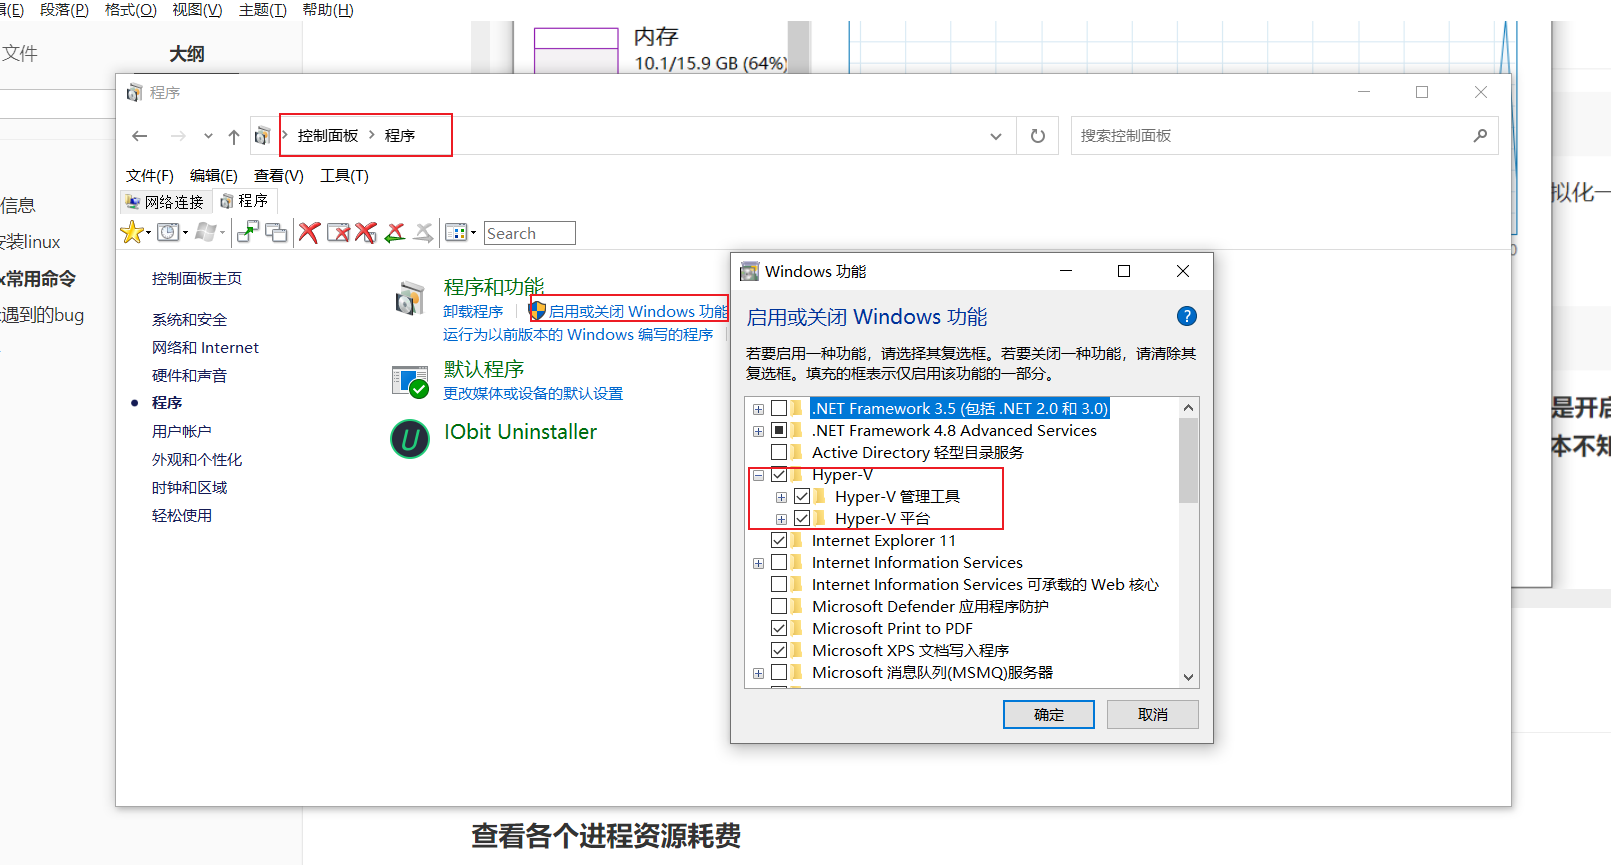 辑(E) 段落(P) 格式(O) 视图(V) 主题(T) 帮助(H)
文件
大纲
内存
10.1/15.9 GB (64%)
程序
控制面板 程序
搜索控制面板
文件(F) 编辑(E) 查看(V) 工具(T)
网络连接 程序
Search
信息
安装linux
x常用命令
遇到的bug
拟化一
0
是开启
本不知
控制面板主页
系统和安全
网络和 Internet
硬件和声音
程序
用户帐户
外观和个性化
时钟和区域
轻松使用
程序和功能
卸载程序
启用或关闭 Windows 功能
运行为以前版本的 Windows 编写的程序
默认程序
更改媒体或设备的默认设置
IObit Uninstaller
Windows 功能
启用或关闭 Windows 功能
若要启用一种功能，请选择其复选框。若要关闭一种功能，请清除其
复选框。填充的框表示仅启用该功能的一部分。
.NET Framework 3.5 (包括 .NET 2.0 和 3.0)
.NET Framework 4.8 Advanced Services
Active Directory 轻型目录服务
Hyper-V
Hyper-V 管理工具
Hyper-V 平台
Internet Explorer 11
Internet Information Services
Internet Information Services 可承载的 Web 核心
Microsoft Defender 应用程序防护
Microsoft Print to PDF
Microsoft XPS 文档写入程序
Microsoft 消息队列(MSMQ)服务器
确定
取消
查看各个进程资源耗费